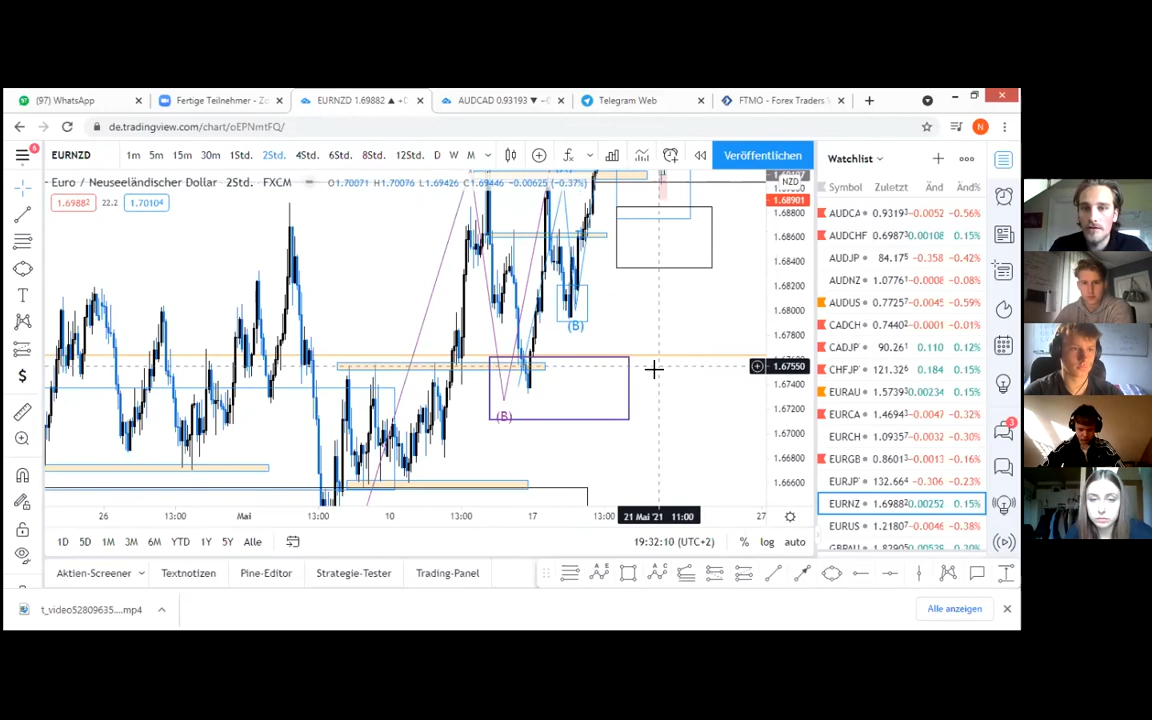 (97) WhatsApp
Fertige Teilnehmer - Zo
EURNZD 1.69882 ▲ +0
AUDCAD 0.93193 ▼ −0
Telegram Web
FTMO - Forex Traders
N
de.tradingview.com/chart/oEPNmtFQ/
6
EURNZD
1m 5m 15m 30m 1Std. 2Std. 4Std. 6Std. 8Std. 12Std. D W M
Veröffentlichen
Watchlist
Euro / Neuseeländischer Dollar - 2Std. FXCM
O1.70071 H1.70076 L1.69426 C1.69446 −0.00625 (−0.37%)
1.69882 22.2 1.70104
NZD
1.68901
1.68800
1.68600
1.68400
1.68200
1.68000
1.67800
1.67550
1.67400
1.67200
1.67000
1.66800
1.66600
(B)
(B)
Symbol Zuletzt Änd Änd%
AUDCA 0.93193 -0.0052 -0.56%
AUDCHF 0.69873 0.00108 0.15%
AUDJP 84.175 -0.358 -0.42%
AUDNZ 1.07761 -0.0008 -0.08%
AUDUS 0.77257 -0.0045 -0.59%
CADCH 0.74402 -0.0001 -0.01%
CADJP 90.261 0.110 0.12%
CHFJP 121.326 0.184 0.15%
EURAU 1.57393 0.00234 0.15%
EURCA 1.46943 -0.0047 -0.32%
EURCH 1.09357 -0.0032 -0.30%
EURGB 0.86013 -0.0013 -0.16%
EURJP 132.664 -0.306 -0.23%
EURNZ 1.69882 0.00252 0.15%
EURUS 1.21807 -0.0046 -0.38%
3
26 13:00 Mai 13:00 10 13:00 17 13:00 21 Mai '21 11:00 27
1D 5D 1M 3M 6M YTD 1Y 5Y Alle
19:32:10 (UTC+2) % log auto
Aktien-Screener Textnotizen Pine-Editor Strategie-Tester Trading-Panel
t_video52809635....mp4
Alle anzeigen